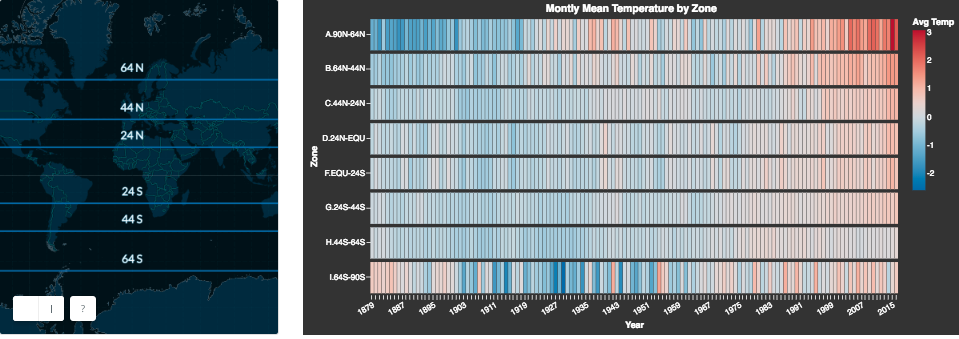 64 N
44 N
24 N
24 S
44 S
64 S
?
Montly Mean Temperature by Zone
Zone
A.90N-64N
B.64N-44N
C.44N-24N
D.24N-EQU
F.EQU-24S
G.24S-44S
H.44S-64S
I.64S-90S
1879 1887 1895 1903 1911 1919 1927 1935 1943 1951 1959 1967 1975 1983 1991 1999 2007 2015
Year
Avg Temp
3
2
1
0
-1
-2